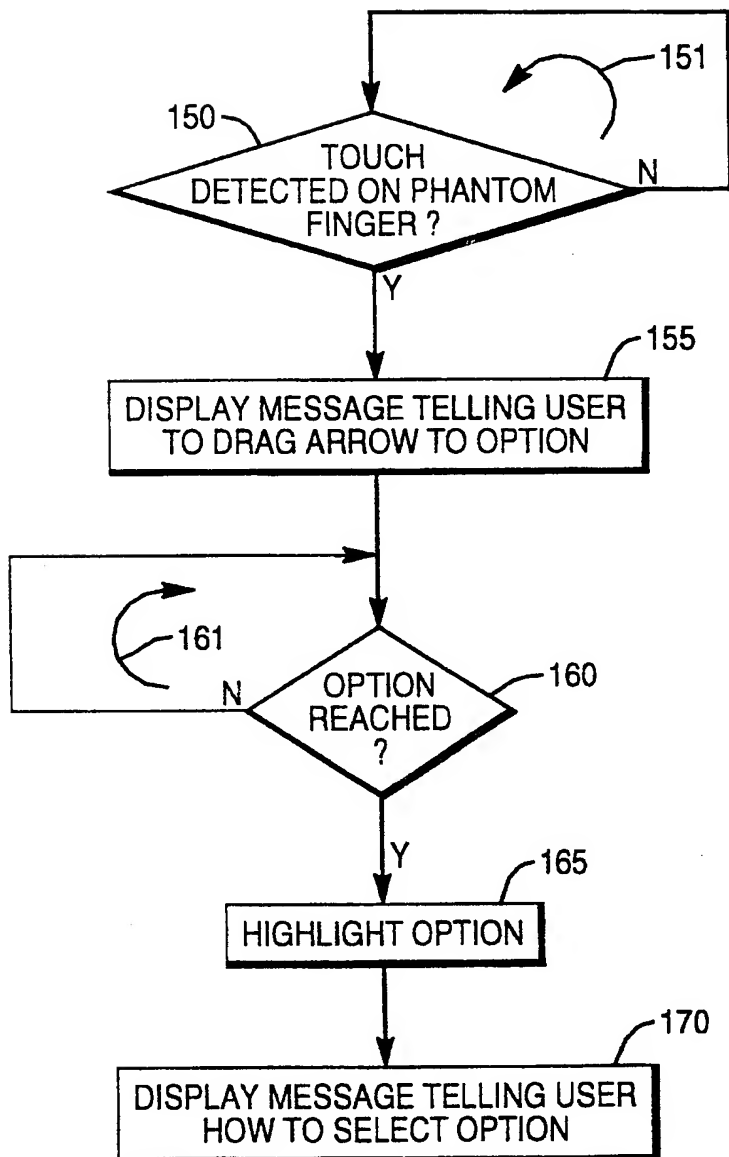 151
150
TOUCH
DETECTED ON PHANTOM
FINGER ?
N
Y
155
DISPLAY MESSAGE TELLING USER
TO DRAG ARROW TO OPTION
161
N
OPTION
REACHED
?
160
Y
165
HIGHLIGHT OPTION
170
DISPLAY MESSAGE TELLING USER
HOW TO SELECT OPTION